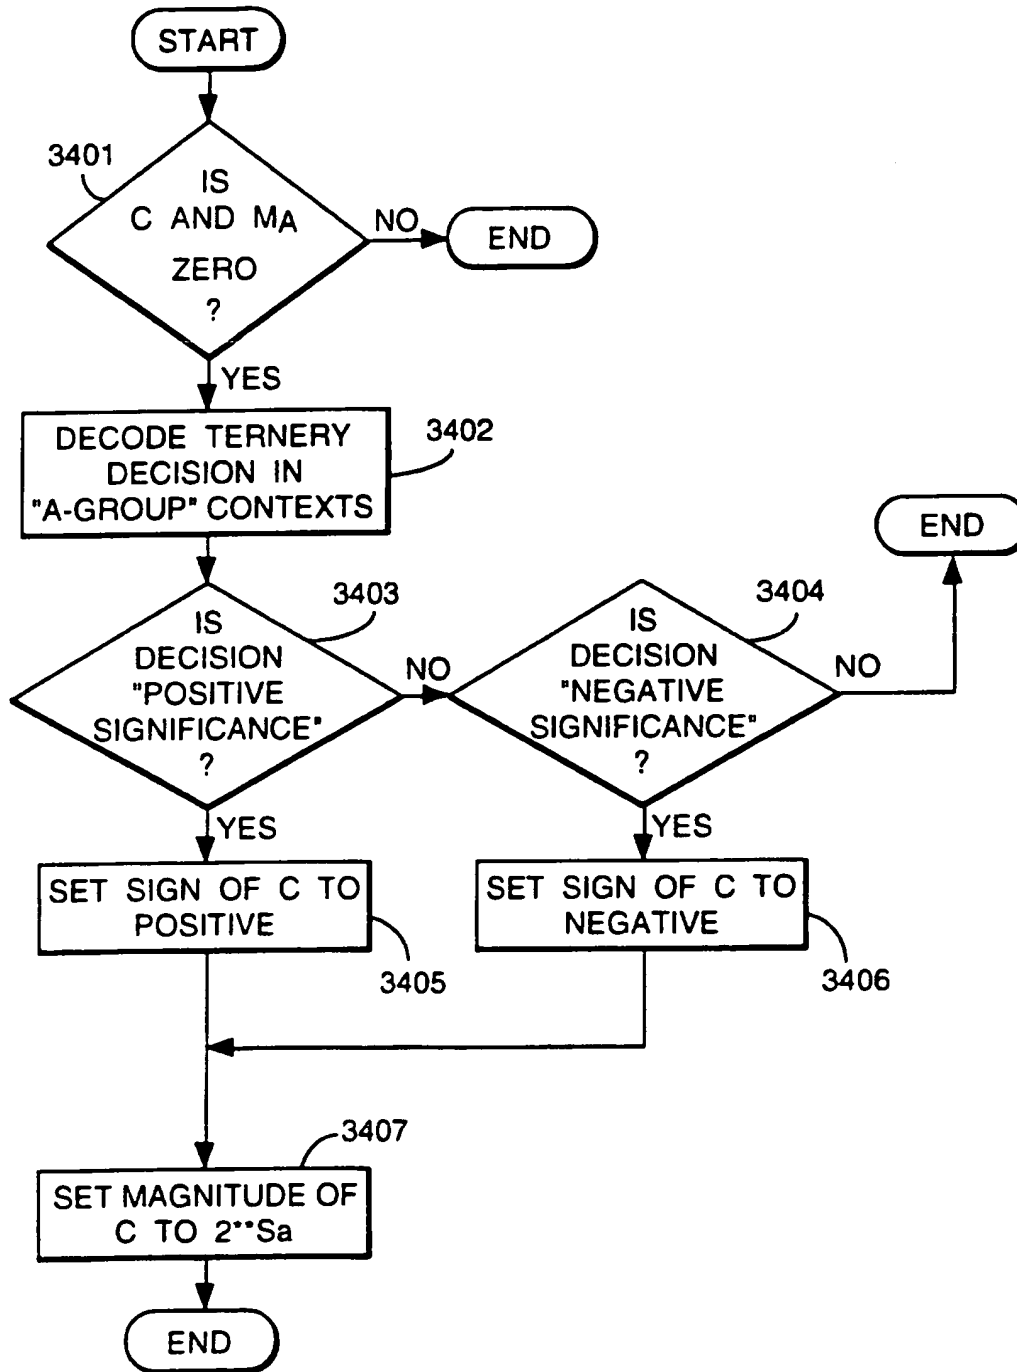 START
3401
IS
C AND MA
ZERO
?
NO
END
YES
DECODE TERNERY
DECISION IN
"A-GROUP" CONTEXTS
3402
END
3403
IS
DECISION
"POSITIVE
SIGNIFICANCE"
?
NO
3404
IS
DECISION
"NEGATIVE
SIGNIFICANCE"
?
NO
YES
YES
SET SIGN OF C TO
POSITIVE
3405
SET SIGN OF C TO
NEGATIVE
3406
3407
SET MAGNITUDE OF
C TO 2**Sa
END